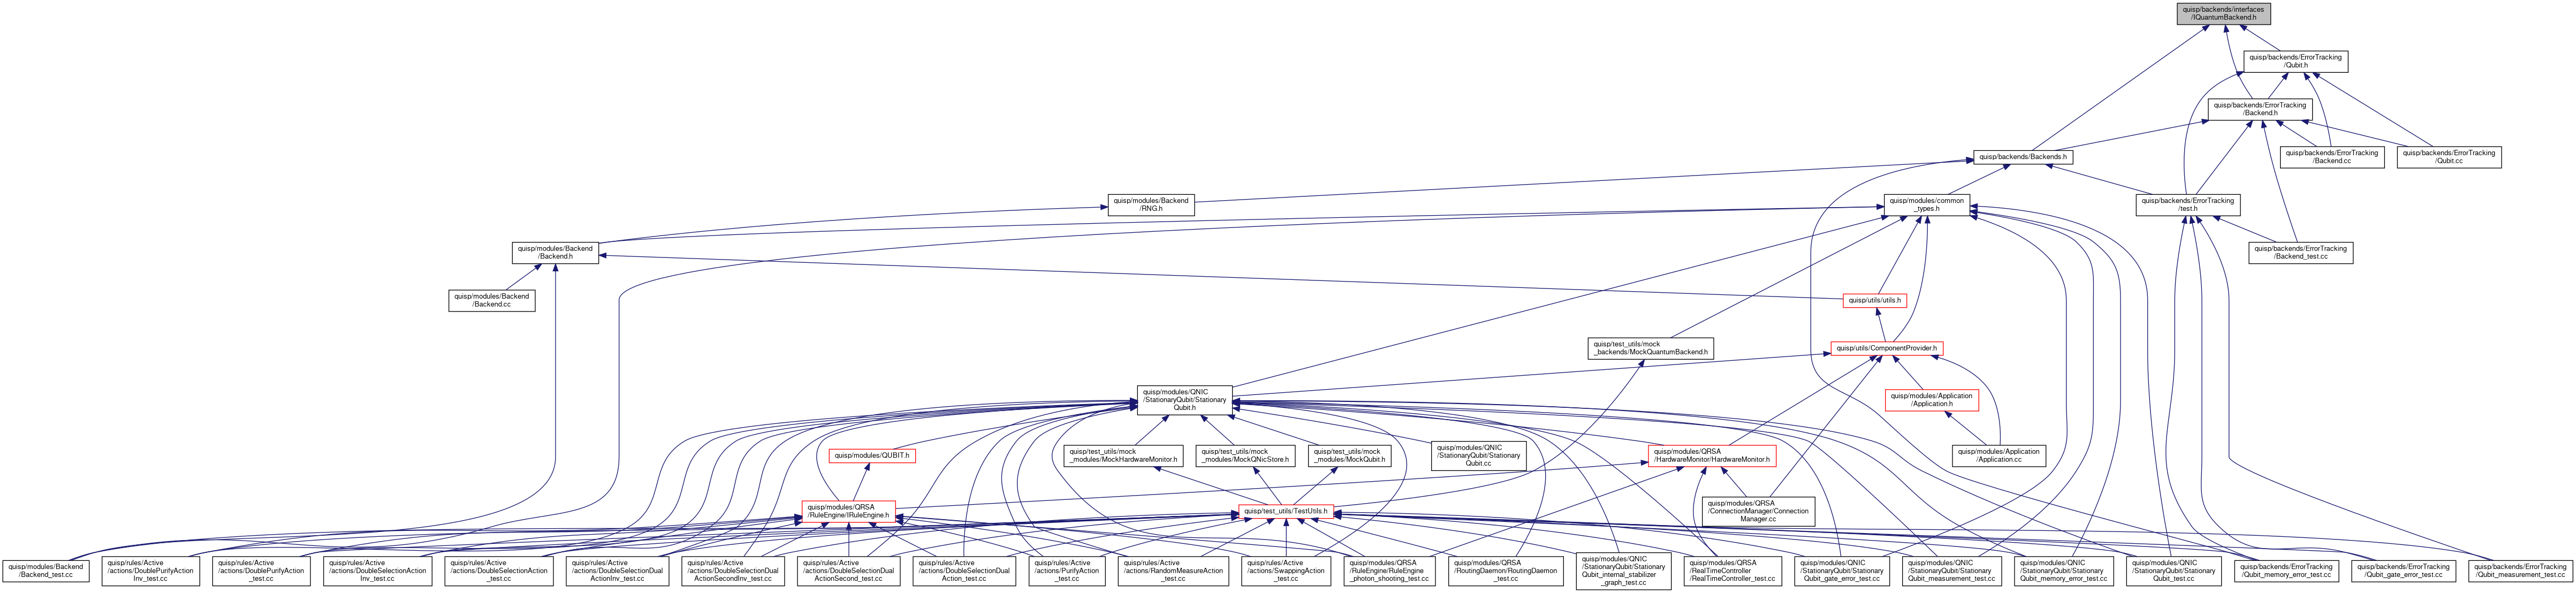 quisp/backends/interfaces
/IQuantumBackend.h
quisp/backends/ErrorTracking
/Qubit.h
quisp/backends/ErrorTracking
/Backend.h
quisp/backends/Backends.h
quisp/backends/ErrorTracking
/Backend.cc
quisp/backends/ErrorTracking
/Qubit.cc
quisp/modules/Backend
/RNG.h
quisp/modules/common
_types.h
quisp/backends/ErrorTracking
/test.h
quisp/modules/Backend
/Backend.h
quisp/backends/ErrorTracking
/Backend_test.cc
quisp/modules/Backend
/Backend.cc
quisp/utils/utils.h
quisp/test_utils/mock
_backends/MockQuantumBackend.h
quisp/utils/ComponentProvider.h
quisp/modules/QNIC
/StationaryQubit/Stationary
Qubit.h
quisp/modules/Application
/Application.h
quisp/modules/QUBIT.h
quisp/test_utils/mock
_modules/MockHardwareMonitor.h
quisp/test_utils/mock
_modules/MockQNicStore.h
quisp/test_utils/mock
_modules/MockQubit.h
quisp/modules/QNIC
/StationaryQubit/Stationary
Qubit.cc
quisp/modules/QRSA
/HardwareMonitor/HardwareMonitor.h
quisp/modules/Application
/Application.cc
quisp/modules/QRSA
/RuleEngine/IRuleEngine.h
quisp/test_utils/TestUtils.h
quisp/modules/QRSA
/ConnectionManager/Connection
Manager.cc
quisp/modules/Backend
/Backend_test.cc
quisp/rules/Active
/actions/DoublePurifyAction
Inv_test.cc
quisp/rules/Active
/actions/DoublePurifyAction
_test.cc
quisp/rules/Active
/actions/DoubleSelectionAction
Inv_test.cc
quisp/rules/Active
/actions/DoubleSelectionAction
_test.cc
quisp/rules/Active
/actions/DoubleSelectionDual
ActionInv_test.cc
quisp/rules/Active
/actions/DoubleSelectionDual
ActionSecondInv_test.cc
quisp/rules/Active
/actions/DoubleSelectionDual
ActionSecond_test.cc
quisp/rules/Active
/actions/DoubleSelectionDual
Action_test.cc
quisp/rules/Active
/actions/PurifyAction
_test.cc
quisp/rules/Active
/actions/RandomMeasureAction
_test.cc
quisp/rules/Active
/actions/SwappingAction
_test.cc
quisp/modules/QRSA
/RuleEngine/RuleEngine
_photon_shooting_test.cc
quisp/modules/QRSA
/RoutingDaemon/RoutingDaemon
_test.cc
quisp/modules/QNIC
/StationaryQubit/Stationary
Qubit_internal_stabilizer
_graph_test.cc
quisp/modules/QRSA
/RealTimeController
/RealTimeController_test.cc
quisp/modules/QNIC
/StationaryQubit/Stationary
Qubit_gate_error_test.cc
quisp/modules/QNIC
/StationaryQubit/Stationary
Qubit_measurement_test.cc
quisp/modules/QNIC
/StationaryQubit/Stationary
Qubit_memory_error_test.cc
quisp/modules/QNIC
/StationaryQubit/Stationary
Qubit_test.cc
quisp/backends/ErrorTracking
/Qubit_memory_error_test.cc
quisp/backends/ErrorTracking
/Qubit_gate_error_test.cc
quisp/backends/ErrorTracking
/Qubit_measurement_test.cc